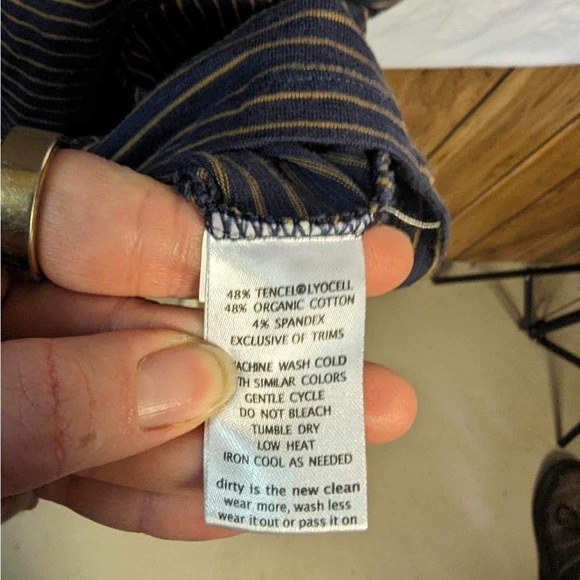 48% TENCEL®LYOCELL
48% ORGANIC COTTON
4% SPANDEX
EXCLUSIVE OF TRIMS
ACHINE WASH COLD
TH SIMILAR COLORS
GENTLE CYCLE
DO NOT BLEACH
TUMBLE DRY
LOW HEAT
IRON COOL AS NEEDED
dirty is the new clean
wear more, wash less
wear it out or pass it on